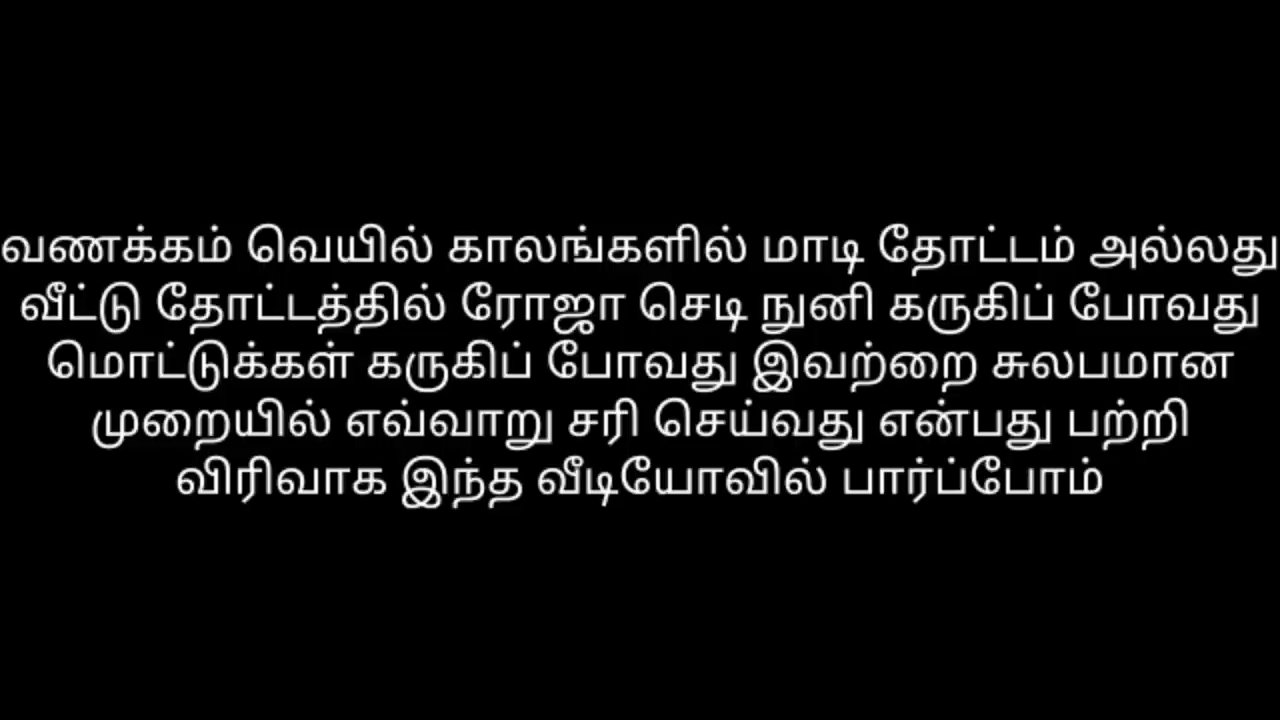 வணக்கம் வெயில் காலங்களில் மாடி தோட்டம் அல்லது
வீட்டு தோட்டத்தில் ரோஜா செடி நுனி கருகிப் போவது
மொட்டுக்கள் கருகிப் போவது இவற்றை சுலபமான
முறையில் எவ்வாறு சரி செய்வது என்பது பற்றி
விரிவாக இந்த வீடியோவில் பார்ப்போம்